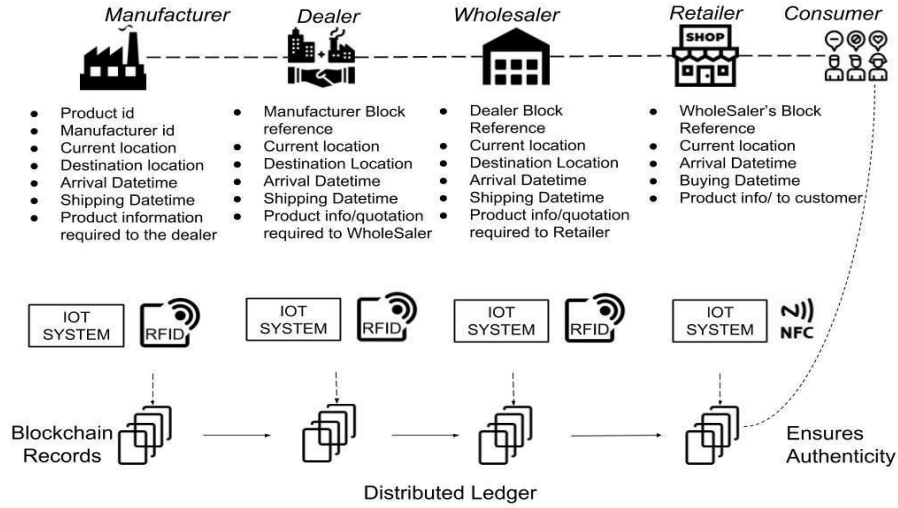 Manufacturer
Dealer
Wholesaler
Retailer
Consumer
SHOP
● Product id
● Manufacturer id
● Current location
● Destination location
● Arrival Datetime
● Shipping Datetime
● Product information
required to the dealer
● Manufacturer Block
reference
● Current location
● Destination Location
● Arrival Datetime
● Shipping Datetime
● Product info/quotation
required to WholeSaler
● Dealer Block
Reference
● Current location
● Destination Location
● Arrival Datetime
● Shipping Datetime
● Product info/quotation
required to Retailer
● WholeSaler's Block
Reference
● Current location
● Arrival Datetime
● Buying Datetime
● Product info/ to customer
IOT
SYSTEM
RFID
IOT
SYSTEM
RFID
IOT
SYSTEM
RFID
IOT
SYSTEM
NFC
Blockchain
Records
Ensures
Authenticity
Distributed Ledger